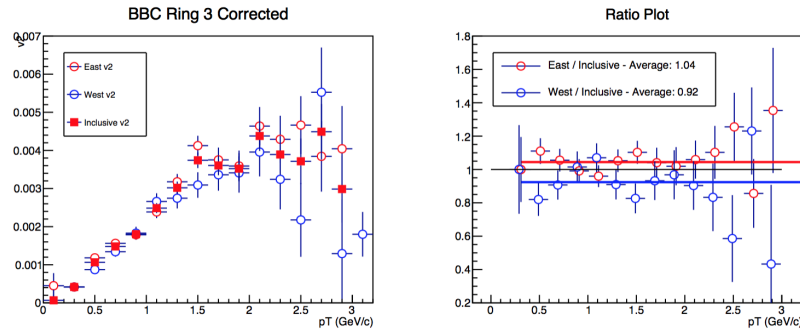 BBC Ring 3 Corrected
v2
0.007
0.006
0.005
0.004
0.003
0.002
0.001
0
East v2
West v2
Inclusive v2
0 0.5 1 1.5 2 2.5 3
pT (GeV/c)
Ratio Plot
1.8
1.6
1.4
1.2
1
0.8
0.6
0.4
0.2
East / Inclusive - Average: 1.04
West / Inclusive - Average: 0.92
0 0.5 1 1.5 2 2.5 3
pT (GeV/c)